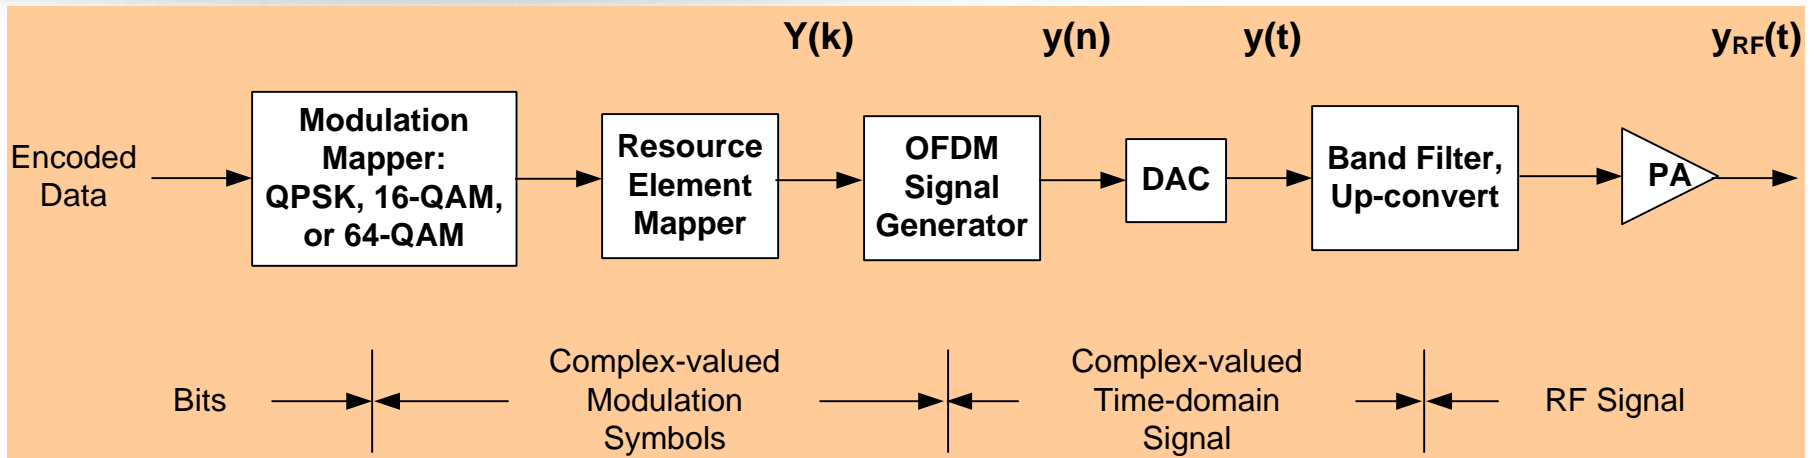 Y(k)
y(n)
y(t)
yRF(t)
Encoded
Data
Modulation
Mapper:
QPSK, 16-QAM,
or 64-QAM
Resource
Element
Mapper
OFDM
Signal
Generator
DAC
Band Filter,
Up-convert
PA
Bits
Complex-valued
Modulation
Symbols
Complex-valued
Time-domain
Signal
RF Signal